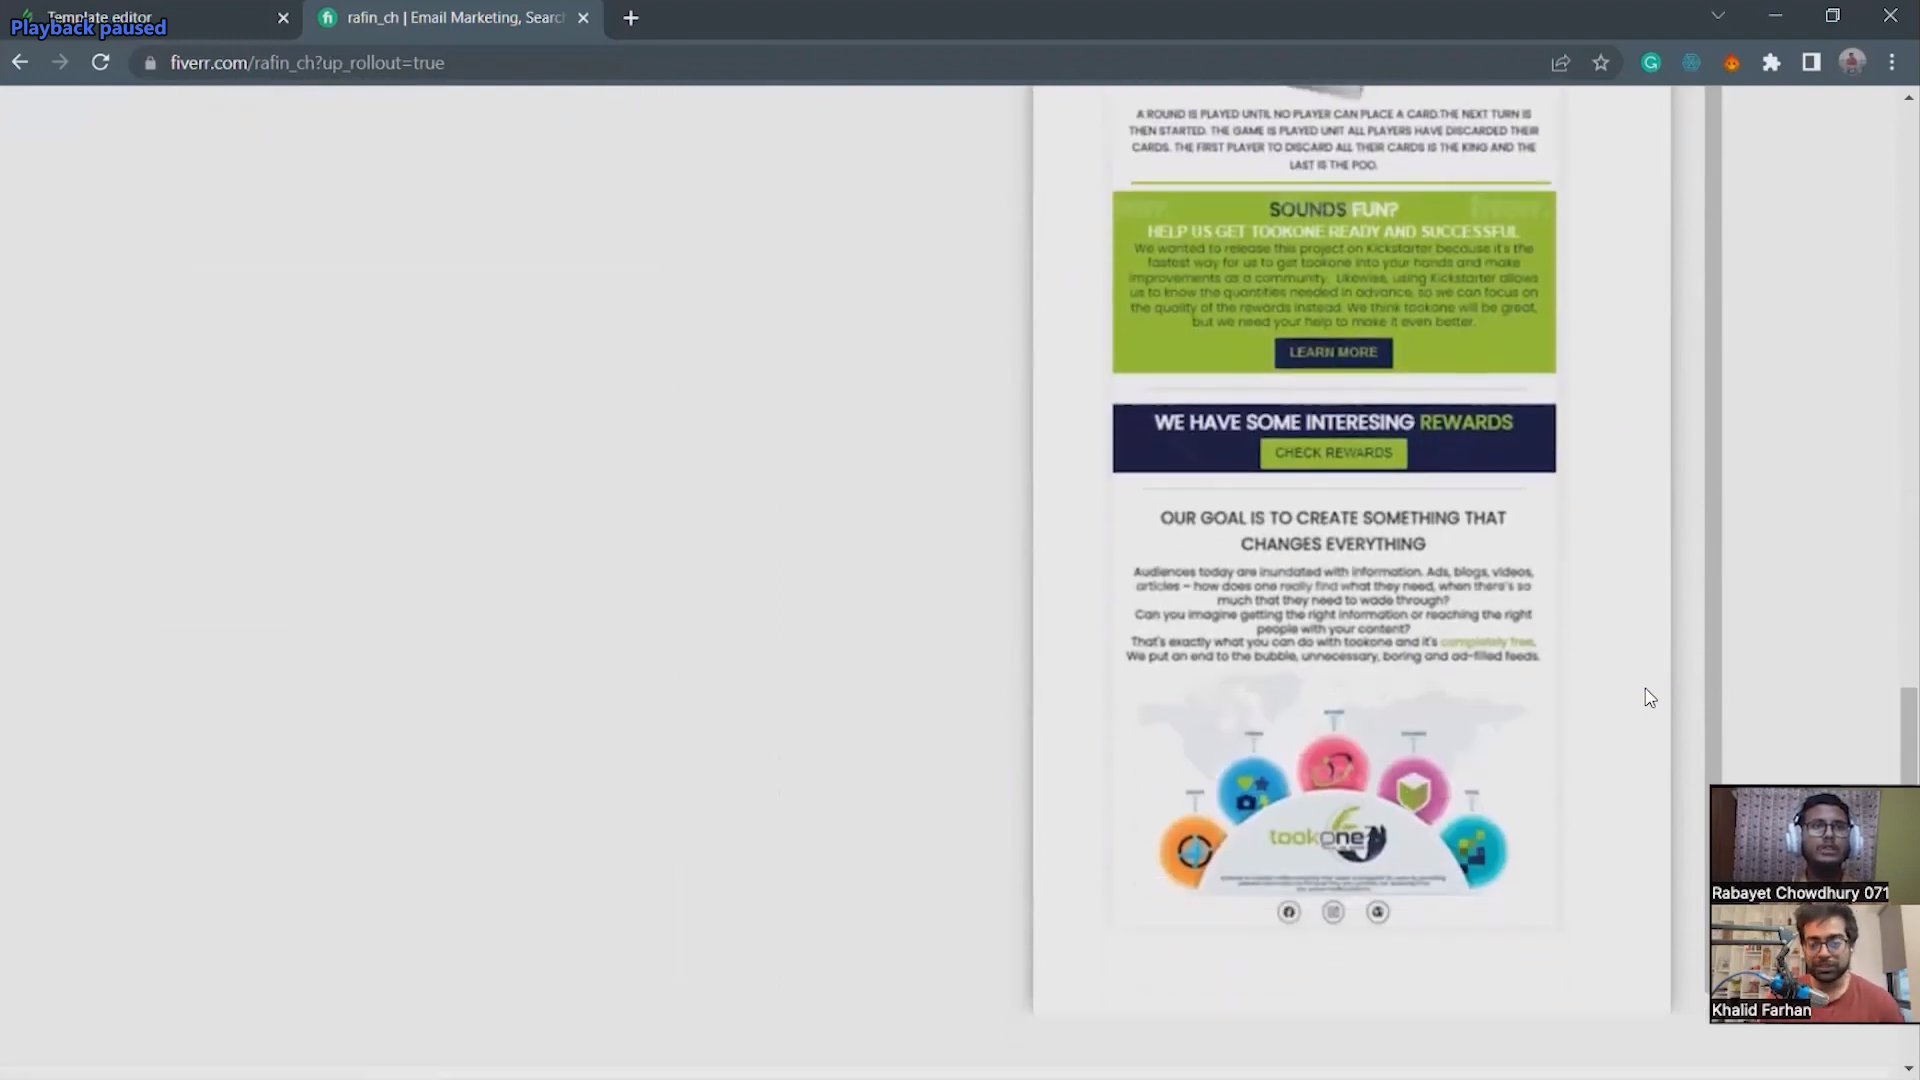 Template editor
Playback paused
rafin_ch | Email Marketing, Searc
fiverr.com/rafin_ch?up_rollout=true
A ROUND IS PLAYED UNTIL NO PLAYER CAN PLACE A CARD.THE NEXT TURN IS
THEN STARTED. THE GAME IS PLAYED UNIT ALL PLAYERS HAVE DISCARDED THEIR
CARDS. THE FIRST PLAYER TO DISCARD ALL THEIR CARDS IS THE KING AND THE
LAST IS THE POO.
SOUNDS FUN?
HELP US GET TOOKONE READY AND SUCCESSFUL
We wanted to release this project on Kickstarter because it's the
fastest way for us to get tookone into your hands and make
improvements as a community. Likewise, using Kickstarter allows
us to know the quantities needed in advance, so we can focus on
the quality of the rewards instead. We think tookone will be great,
but we need your help to make it even better.
LEARN MORE
WE HAVE SOME INTERESING REWARDS
CHECK REWARDS
OUR GOAL IS TO CREATE SOMETHING THAT
CHANGES EVERYTHING
Audiences today are inundated with information. Ads, blogs, videos,
articles – how does one really find what they need, when there's so
much that they need to wade through?
Can you imagine getting the right information or reaching the right
people with your content?
That's exactly what you can do with tookone and it's completely free.
We put an end to the bubble, unnecessary, boring and ad-filled feeds.
tookone
Rabayet Chowdhury 071
Khalid Farhan